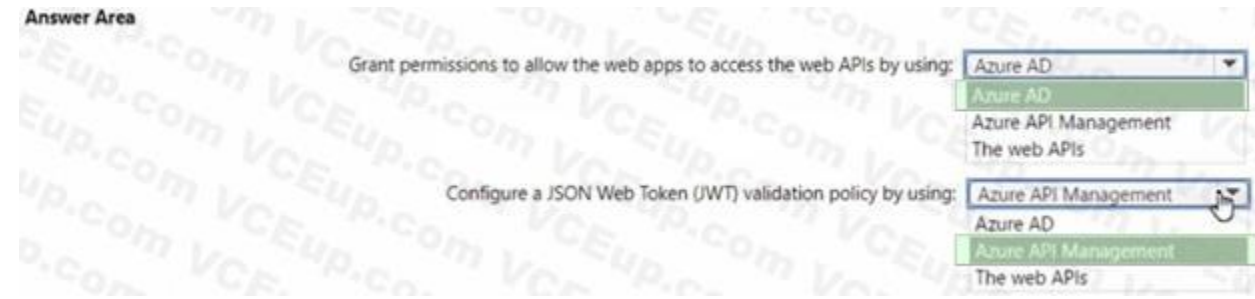 Answer Area
Grant permissions to allow the web apps to access the web APIs by using: Azure AD
Azure AD
Azure API Management
The web APIs
Configure a JSON Web Token (JWT) validation policy by using: Azure API Management
Azure AD
Azure API Management
The web APIs